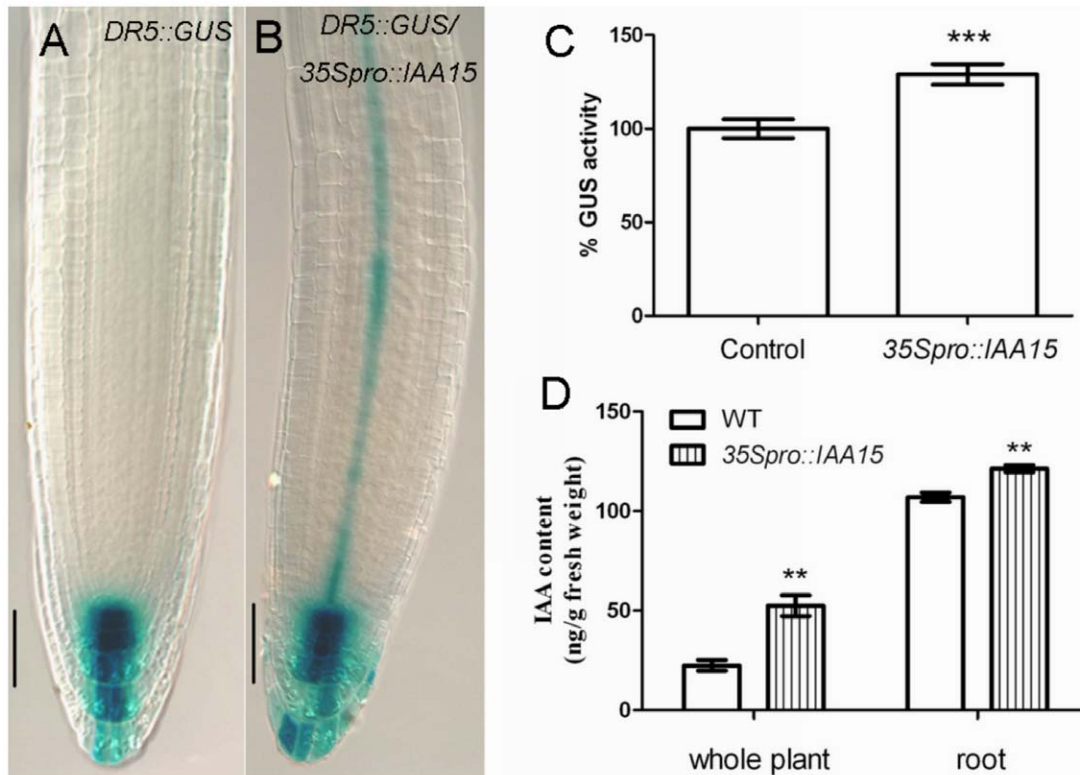 A
DR5::GUS
B
DR5::GUS/
35Spro::IAA15
C
% GUS activity
150
100
50
0
***
Control
35Spro::IAA15
D
IAA content
(ng/g fresh weight)
150
100
50
0
WT
35Spro::IAA15
**
**
whole plant
root